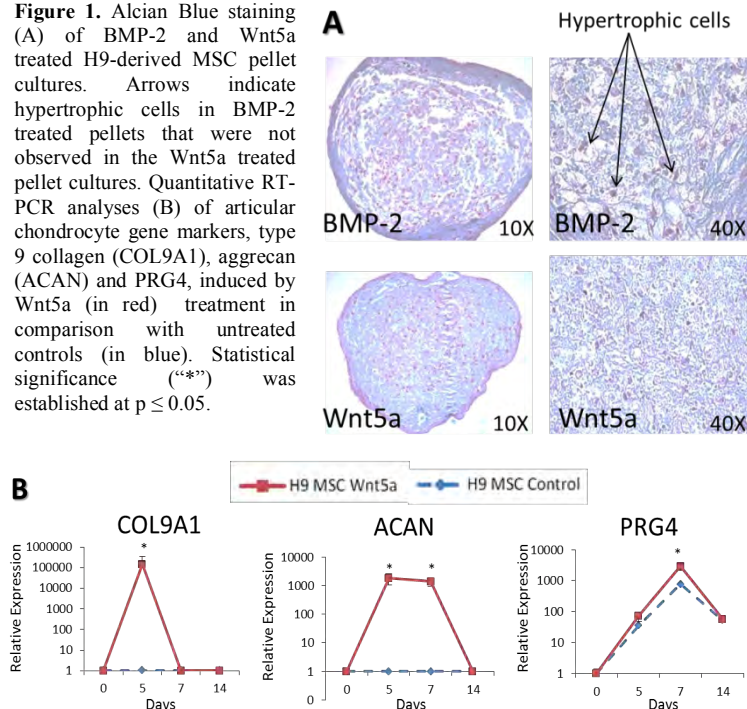 Figure 1. Alcian Blue staining
(A) of BMP-2 and Wnt5a
treated H9-derived MSC pellet
cultures. Arrows indicate
hypertrophic cells in BMP-2
treated pellets that were not
observed in the Wnt5a treated
pellet cultures. Quantitative RT-
PCR analyses (B) of articular
chondrocyte gene markers, type
9 collagen (COL9A1), aggrecan
(ACAN) and PRG4, induced by
Wnt5a (in red) treatment in
comparison with untreated
controls (in blue). Statistical
significance (“*”) was
established at p ≤ 0.05.
A
Hypertrophic cells
BMP-2 10X
BMP-2 40X
Wnt5a 10X
Wnt5a 40X
B
H9 MSC Wnt5a H9 MSC Control
COL9A1
Relative Expression
1000000
100000
10000
1000
100
10
1
*
0 5 7 14
Days
ACAN
Relative Expression
10000
1000
100
10
1
0
* *
0 5 7 14
Days
PRG4
Relative Expression
10000
1000
100
10
1
*
0 5 7 14
Days